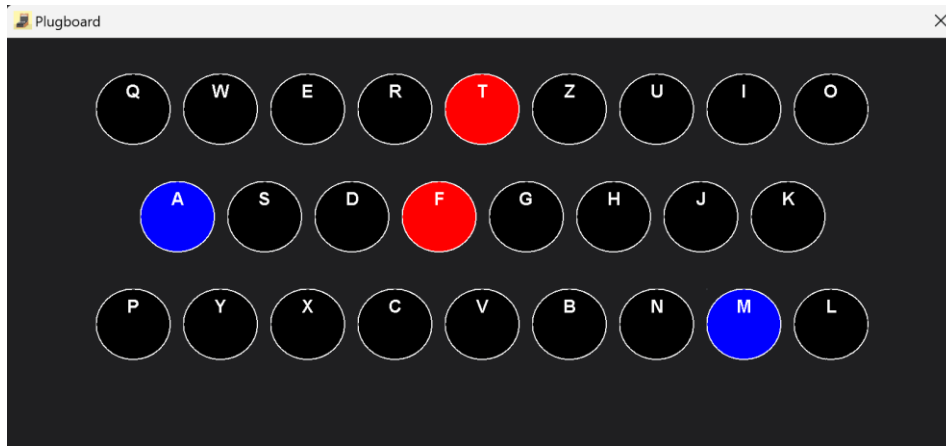 Plugboard
Q W E R T Z U I O
A S D F G H J K
P Y X C V B N M L